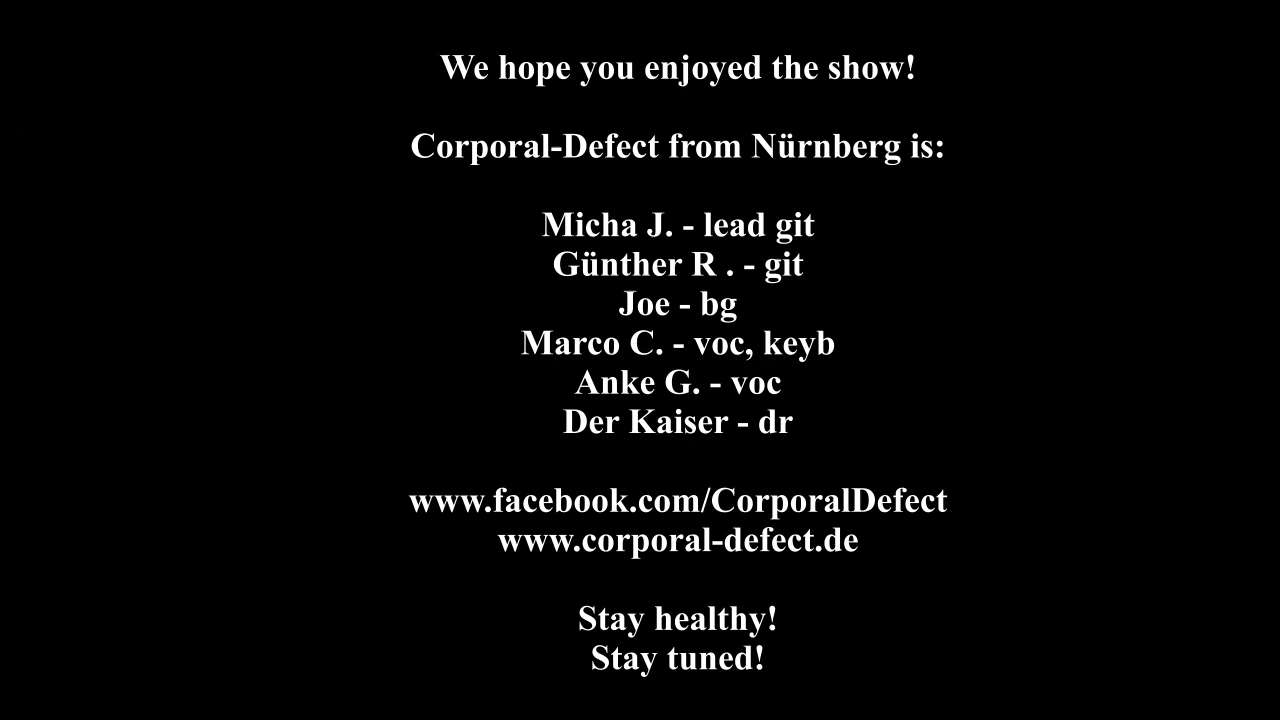 We hope you enjoyed the show!
Corporal-Defect from Nürnberg is:
Micha J. - lead git
Günther R . - git
Joe - bg
Marco C. - voc, keyb
Anke G. - voc
Der Kaiser - dr
www.facebook.com/CorporalDefect
www.corporal-defect.de
Stay healthy!
Stay tuned!